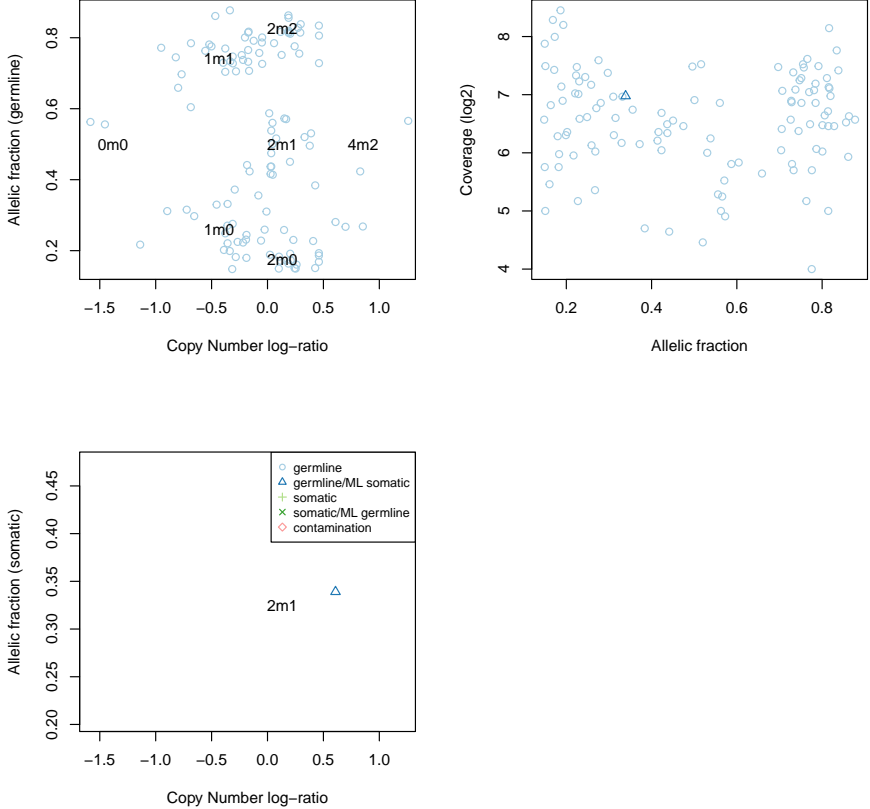 Allelic fraction (germline)
0.8
0.6
0.4
0.2
2m2
1m1
0m0
2m1
4m2
1m0
2m0
−1.5 −1.0 −0.5 0.0 0.5 1.0
Copy Number log−ratio
Coverage (log2)
8
7
6
5
4
0.2 0.4 0.6 0.8
Allelic fraction
Allelic fraction (somatic)
0.45
0.40
0.35
0.30
0.25
0.20
germline
germline/ML somatic
somatic
somatic/ML germline
contamination
2m1
−1.5 −1.0 −0.5 0.0 0.5 1.0
Copy Number log−ratio